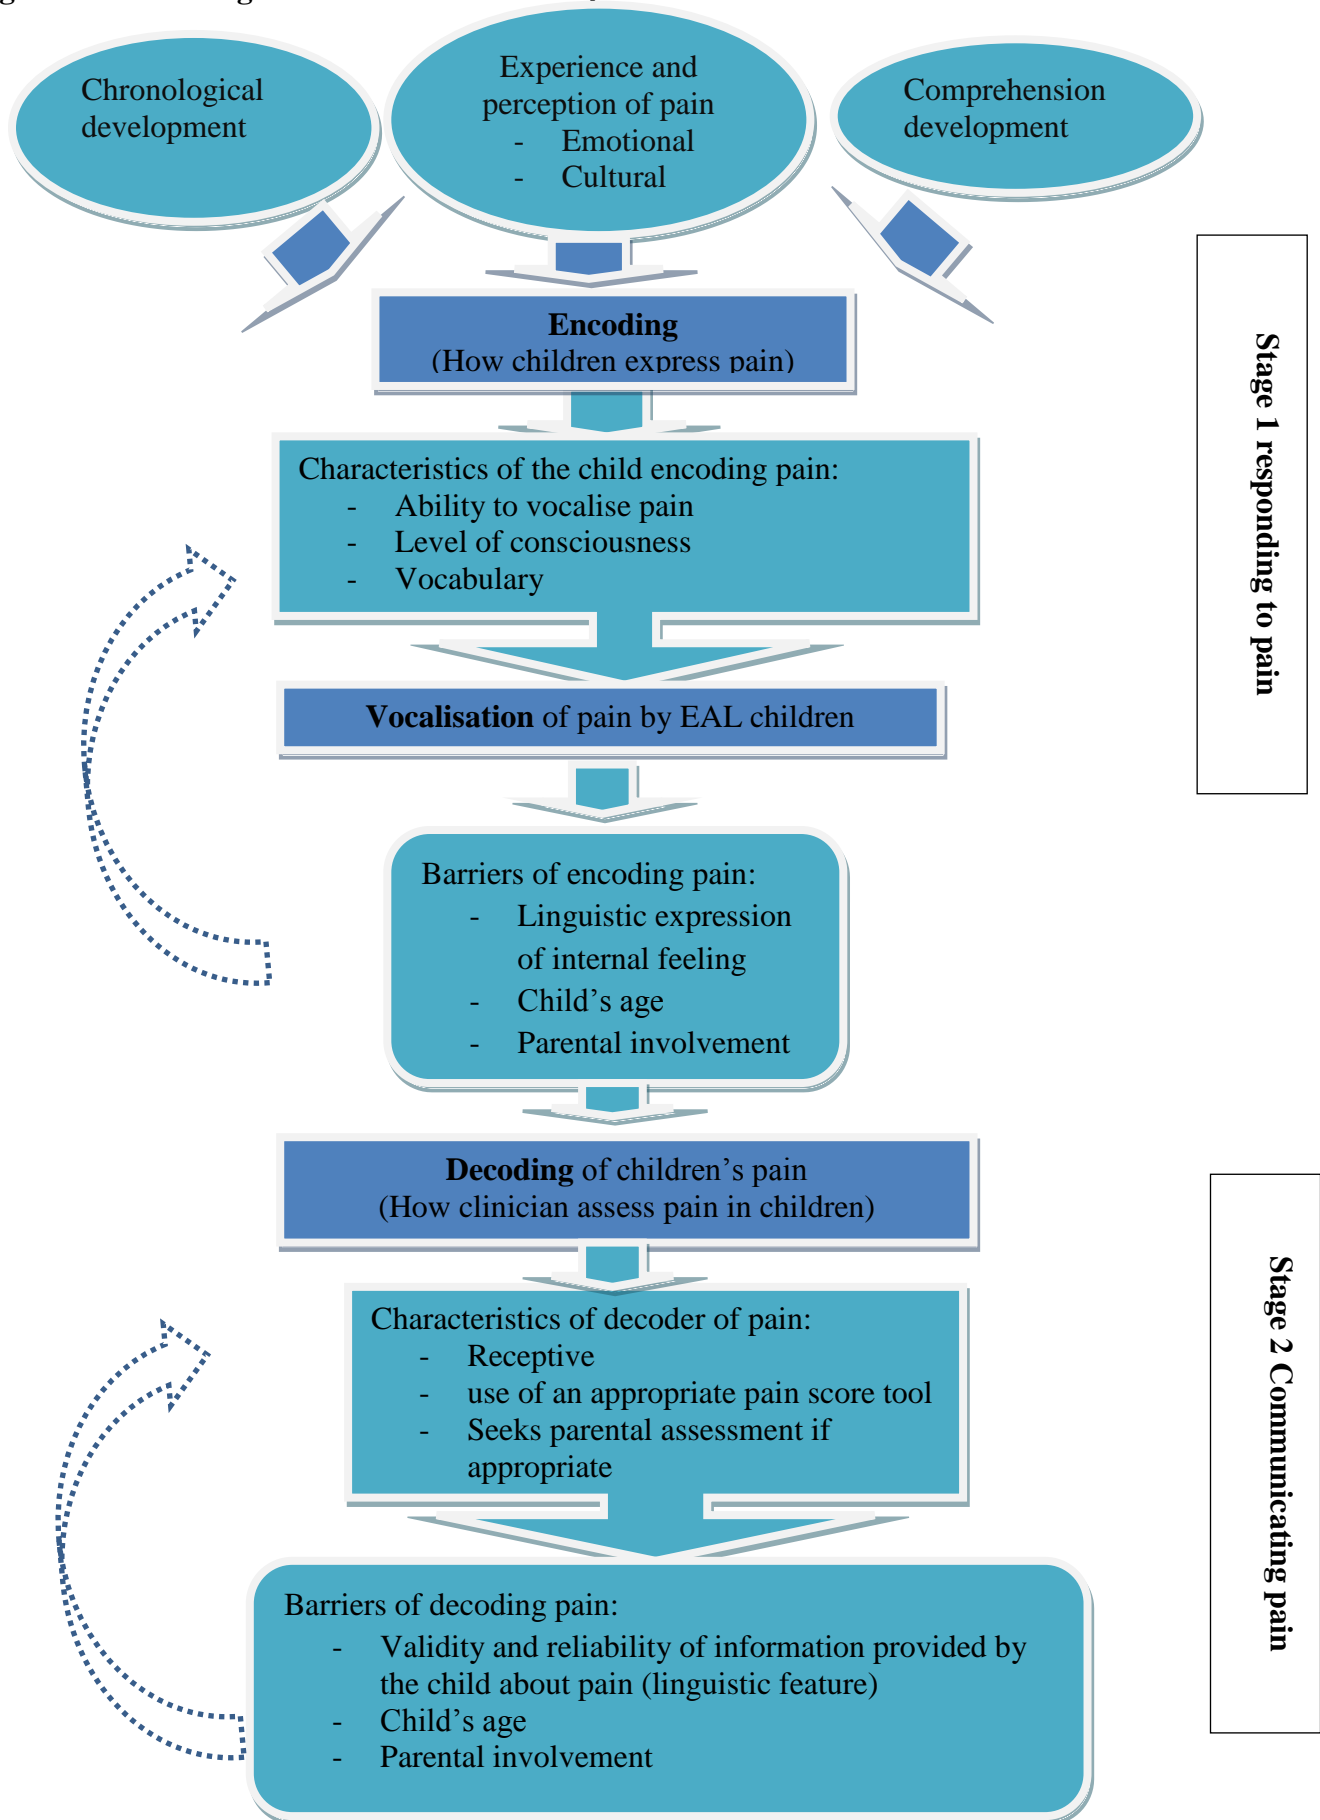 Chronological
development
Experience and
perception of pain
- Emotional
- Cultural
Comprehension
development
Encoding
(How children express pain)
Stage 1 responding to pain
Characteristics of the child encoding pain:
- Ability to vocalise pain
- Level of consciousness
- Vocabulary
Vocalisation of pain by EAL children
Barriers of encoding pain:
- Linguistic expression
of internal feeling
- Child’s age
- Parental involvement
Decoding of children’s pain
(How clinician assess pain in children)
Stage 2 Communicating pain
Characteristics of decoder of pain:
- Receptive
- use of an appropriate pain score tool
- Seeks parental assessment if
appropriate
Barriers of decoding pain:
- Validity and reliability of information provided by
the child about pain (linguistic feature)
- Child’s age
- Parental involvement